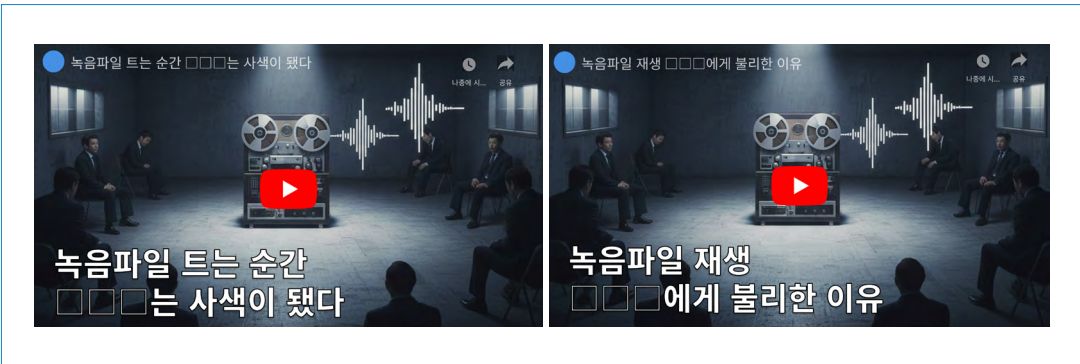 녹음파일 트는 순간 □□□는 사색이 됐다
나중에 시... 공유
녹음파일 트는 순간
□□□는 사색이 됐다
녹음파일 재생 □□□에게 불리한 이유
나중에 시... 공유
녹음파일 재생
□□□에게 불리한 이유